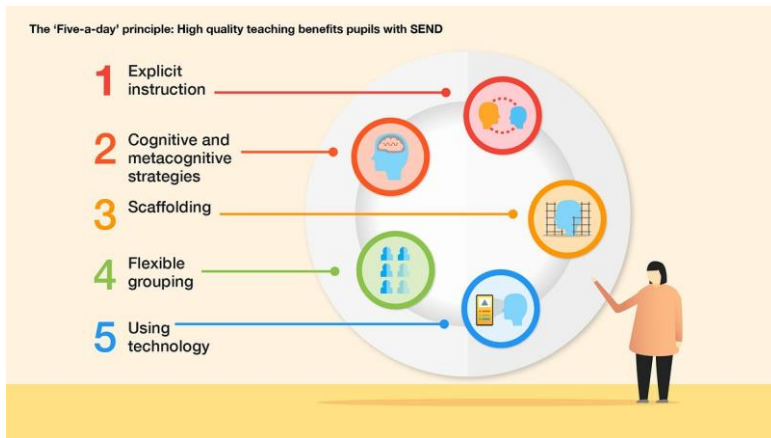 The ‘Five-a-day’ principle: High quality teaching benefits pupils with SEND
1 Explicit
instruction
2 Cognitive and
metacognitive
strategies
3 Scaffolding
4 Flexible
grouping
5 Using
technology